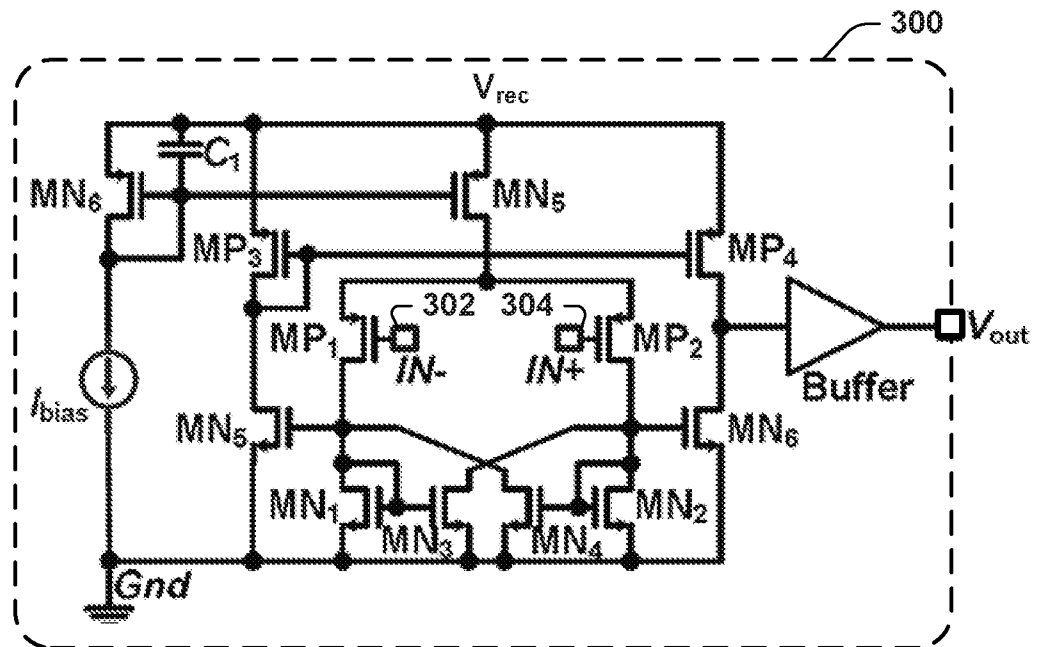 300
Vrec
C1
MN6
MN5
MP3
MP4
302
304
MP1
MP2
IN-
IN+
Vout
Buffer
Ibias
MN5
MN6
MN1
MN2
MN3
MN4
Gnd